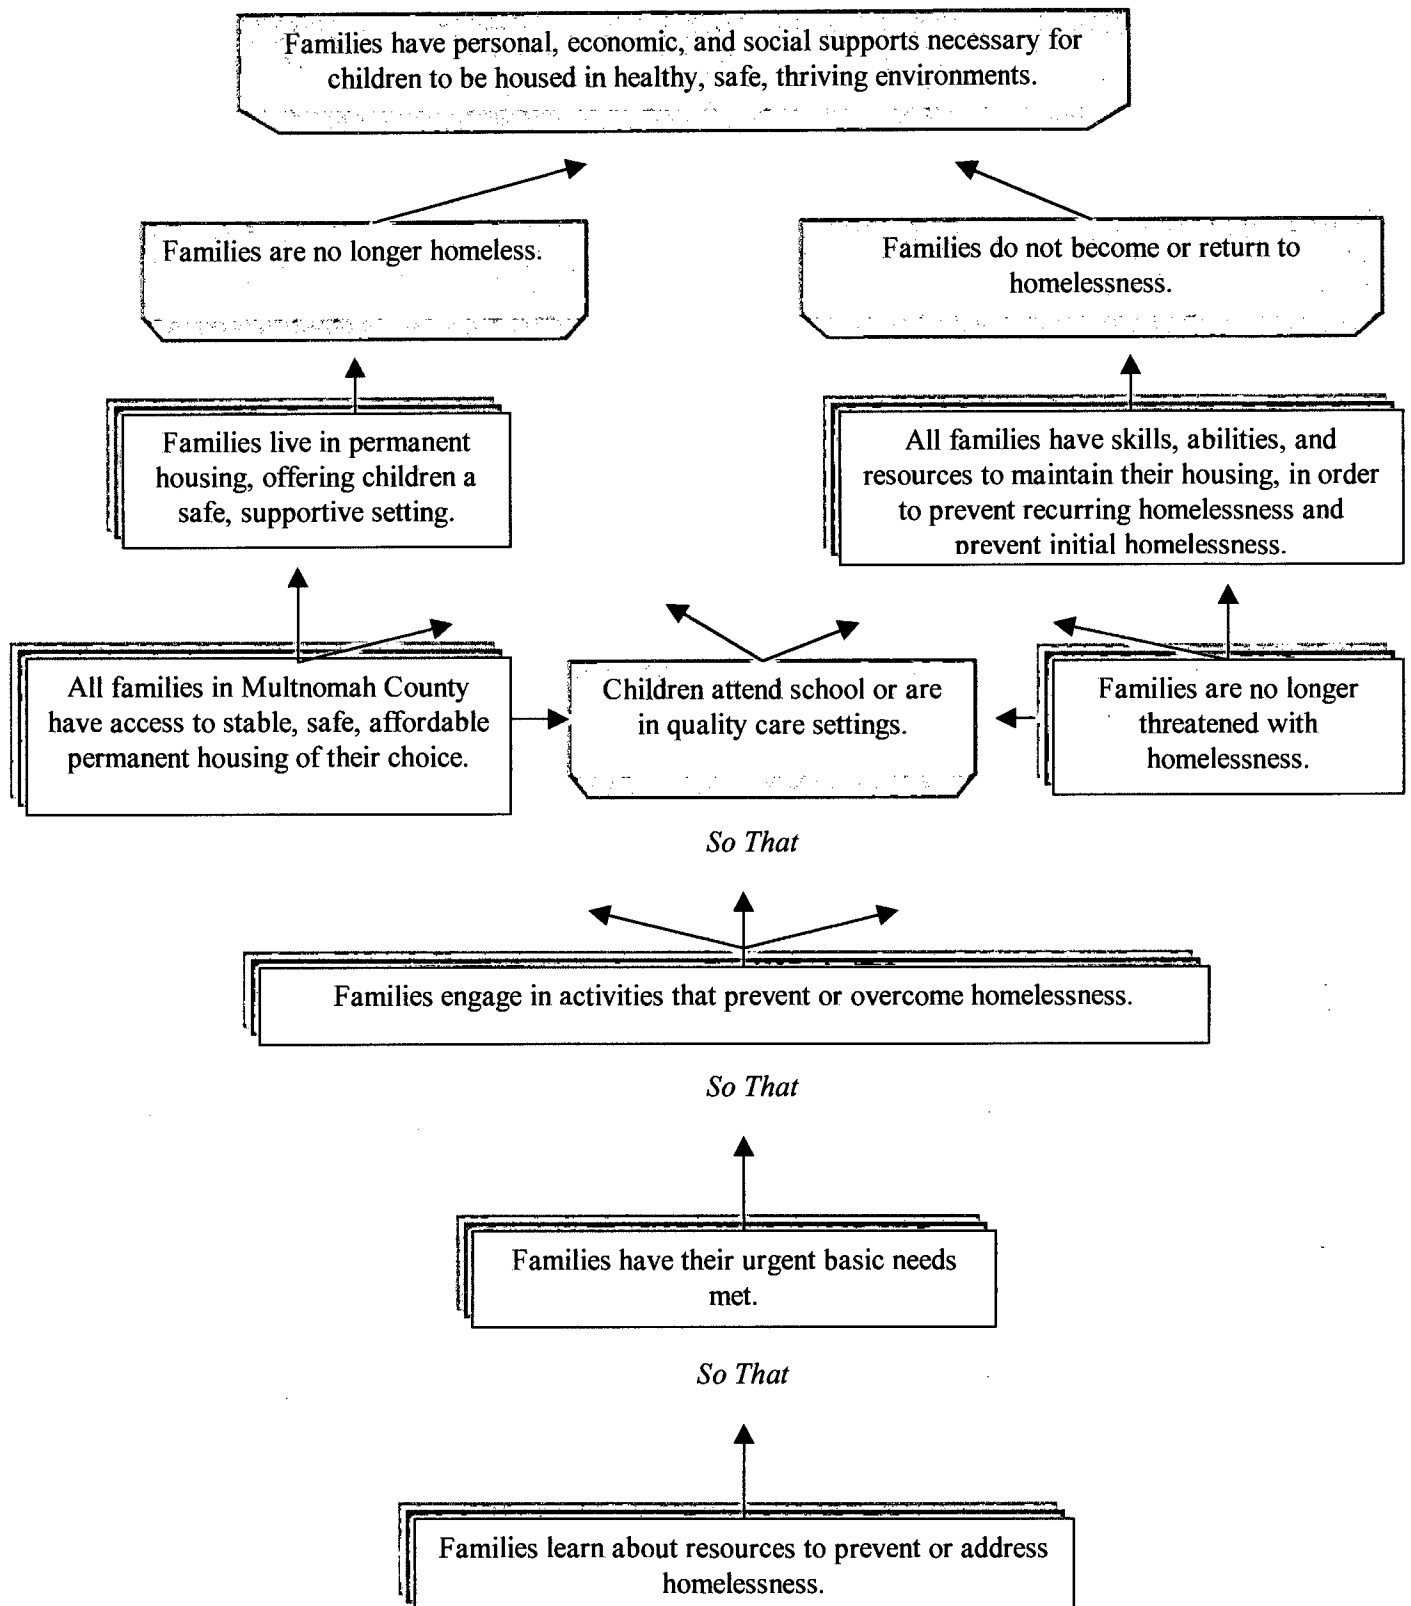 Families have personal, economic, and social supports necessary for
children to be housed in healthy, safe, thriving environments.
Families are no longer homeless.
Families do not become or return to
homelessness.
Families live in permanent
housing, offering children a
safe, supportive setting.
All families have skills, abilities, and
resources to maintain their housing, in order
to prevent recurring homelessness and
prevent initial homelessness.
All families in Multnomah County
have access to stable, safe, affordable
permanent housing of their choice.
Children attend school or are
in quality care settings.
Families are no longer
threatened with
homelessness.
So That
Families engage in activities that prevent or overcome homelessness.
So That
Families have their urgent basic needs
met.
So That
Families learn about resources to prevent or address
homelessness.